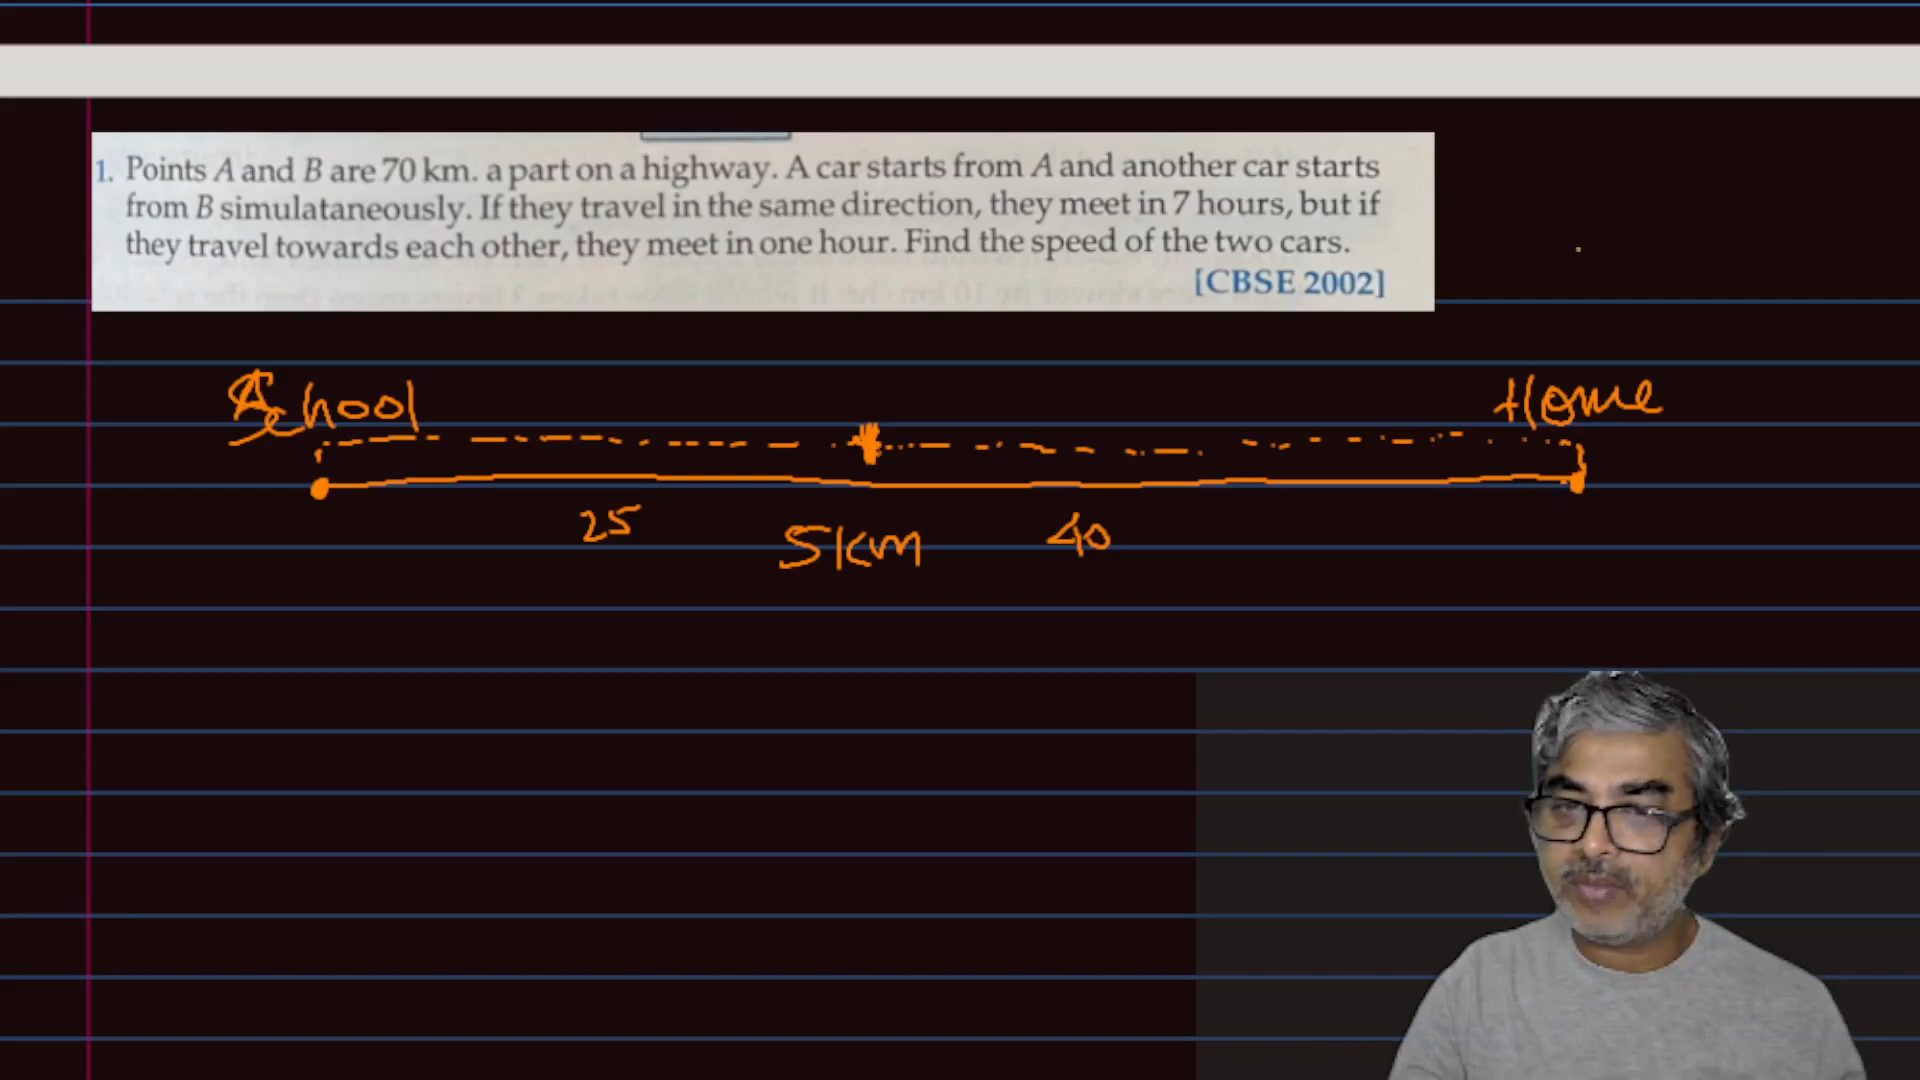 1. Points A and B are 70 km. a part on a highway. A car starts from A and another car starts
from B simulataneously. If they travel in the same direction, they meet in 7 hours, but if
they travel towards each other, they meet in one hour. Find the speed of the two cars.
[CBSE 2002]
School Home
25 5km 40